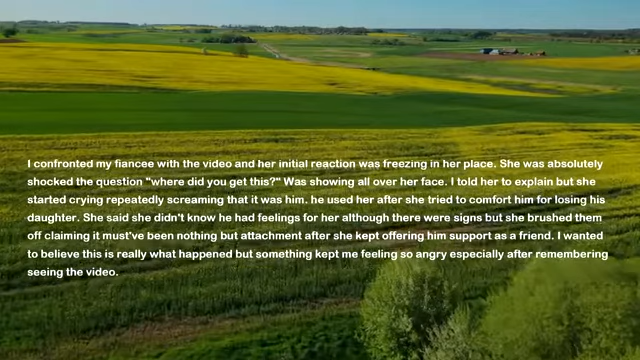 I confronted my fiancee with the video and her initial reaction was freezing in her place. She was absolutely
shocked the question "where did you get this?" Was showing all over her face. I told her to explain but she
started crying repeatedly screaming that it was him. he used her after she tried to comfort him for losing his
daughter. She said she didn't know he had feelings for her although there were signs but she brushed them
off claiming it must've been nothing but attachment after she kept offering him support as a friend. I wanted
to believe this is really what happened but something kept me feeling so angry especially after remembering
seeing the video.